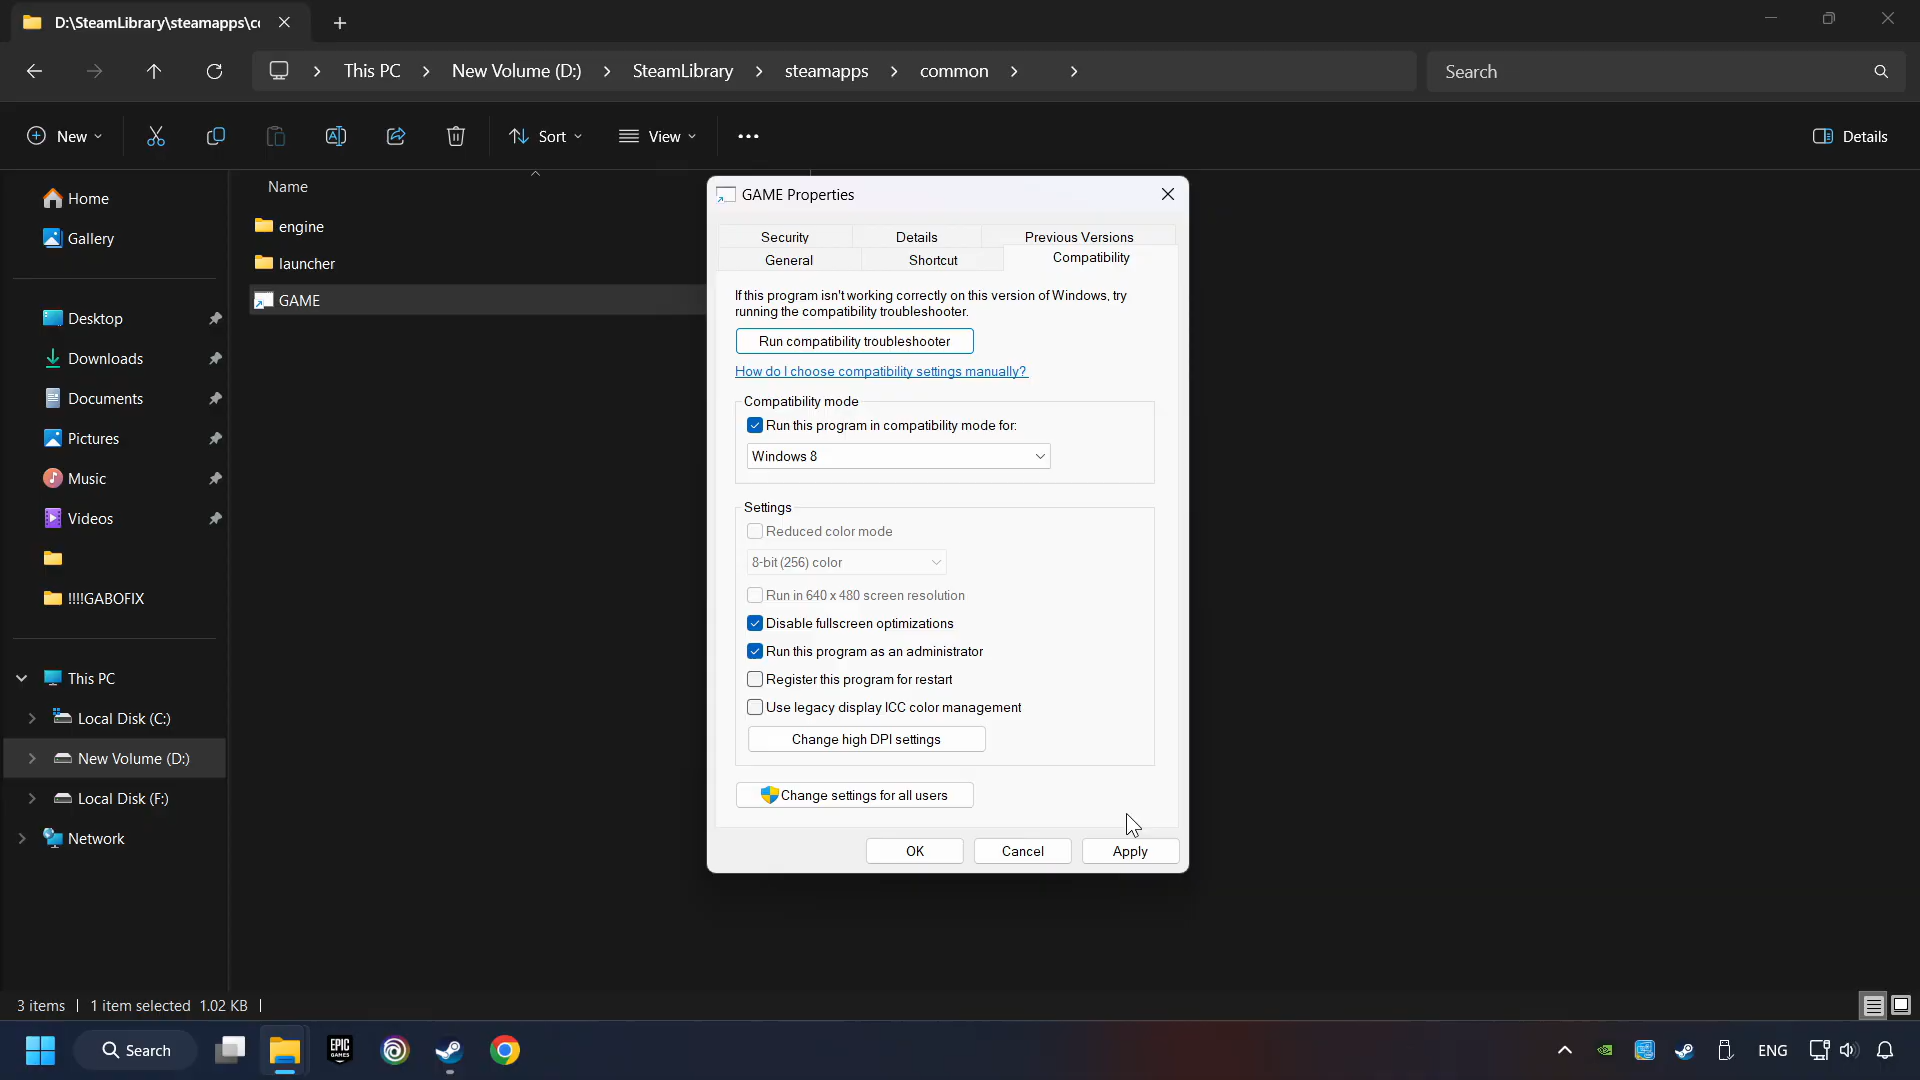 D:\SteamLibrary\steamapps\cc
This PC
New Volume (D:)
SteamLibrary
steamapps
common
Search
New
Sort
View
Details
Home
Gallery
Desktop
Downloads
Documents
Pictures
Music
Videos
!!!!GABOFIX
This PC
Local Disk (C:)
New Volume (D:)
Local Disk (F:)
Network
Name
engine
launcher
GAME
GAME Properties
Security
Details
Previous Versions
General
Shortcut
Compatibility
If this program isn't working correctly on this version of Windows, try
running the compatibility troubleshooter.
Run compatibility troubleshooter
How do I choose compatibility settings manually?
Compatibility mode
Run this program in compatibility mode for:
Windows 8
Settings
Reduced color mode
8-bit (256) color
Run in 640 x 480 screen resolution
Disable fullscreen optimizations
Run this program as an administrator
Register this program for restart
Use legacy display ICC color management
Change high DPI settings
Change settings for all users
OK
Cancel
Apply
3 items
1 item selected 1.02 KB
Search
EPIC
GAMES
ENG